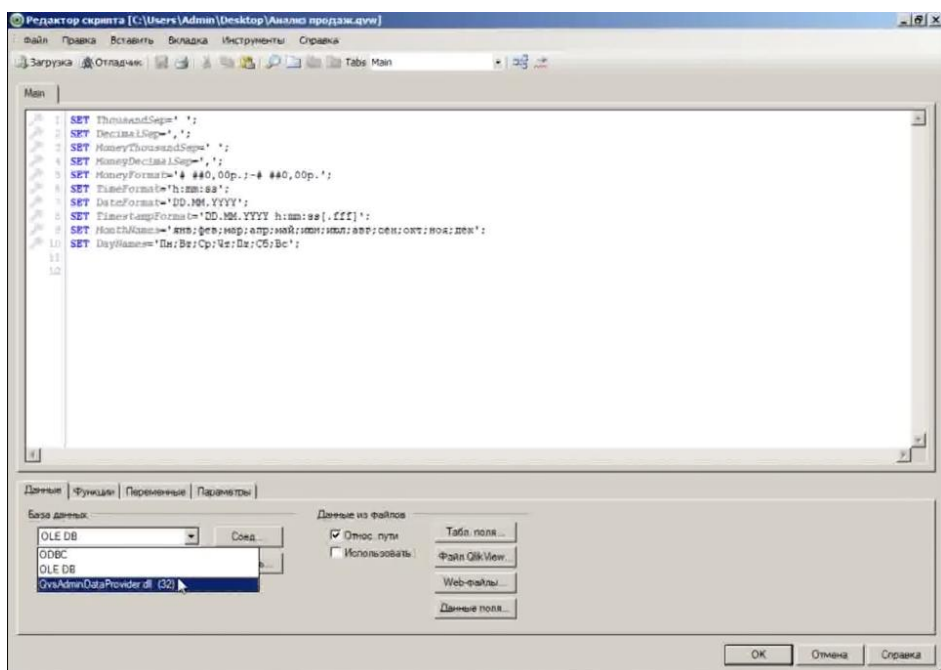 Редактор скрипта [C:\Users\Admin\Desktop\Анализ продаж.qvw]
Файл Правка Вставить Вкладка Инструменты Справка
Загрузка Отладчик Tabs Main
Main
1 SET ThousandSep=' ';
2 SET DecimalSep=',';
3 SET MoneyThousandSep=' ';
4 SET MoneyDecimalSep=',';
5 SET MoneyFormat='# ##0,00р.;-# ##0,00р.';
6 SET TimeFormat='h:mm:ss';
7 SET DateFormat='DD.MM.YYYY';
8 SET TimestampFormat='DD.MM.YYYY h:mm:ss[.fff]';
9 SET MonthNames='янв;фев;мар;апр;май;июн;июл;авг;сен;окт;ноя;дек';
10 SET DayNames='Пн;Вт;Ср;Чт;Пт;Сб;Вс';
11
12
Данные Функции Переменные Параметры
База данных Данные из файлов
OLE DB Соед... Относ. пути Табл. поля...
ODBC Использовать Файл QlikView...
OLE DB
QvsAdminDataProvider.dll (32) Web-файлы...
Данные поля...
OK Отмена Справка